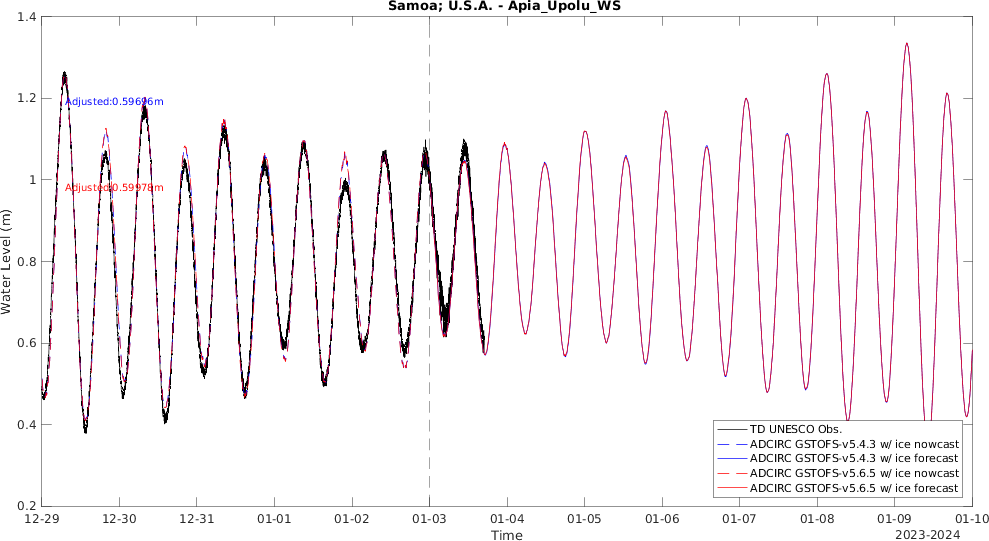 Samoa; U.S.A. - Apia_Upolu_WS
1.4
1.2
1
0.8
0.6
0.4
0.2
Water Level (m)
Adjusted:0.59696m
Adjusted:0.59978m
TD UNESCO Obs.
ADCIRC GSTOFS-v5.4.3 w/ ice nowcast
ADCIRC GSTOFS-v5.4.3 w/ ice forecast
ADCIRC GSTOFS-v5.6.5 w/ ice nowcast
ADCIRC GSTOFS-v5.6.5 w/ ice forecast
12-29 12-30 12-31 01-01 01-02 01-03 01-04 01-05 01-06 01-07 01-08 01-09 01-10
Time
2023-2024